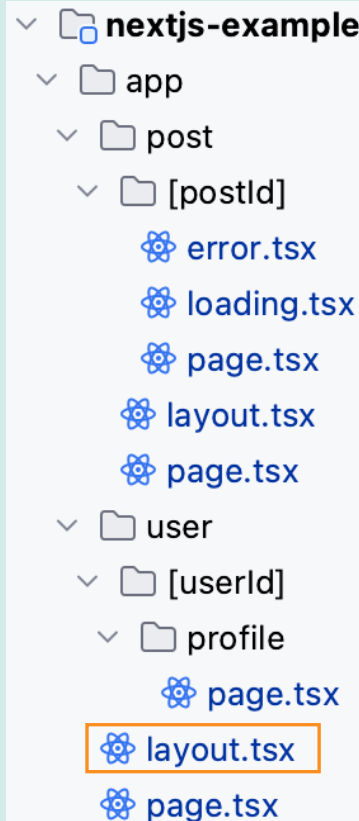 nextjs-example
app
post
[postId]
error.tsx
loading.tsx
page.tsx
layout.tsx
page.tsx
user
[userId]
profile
page.tsx
layout.tsx
page.tsx